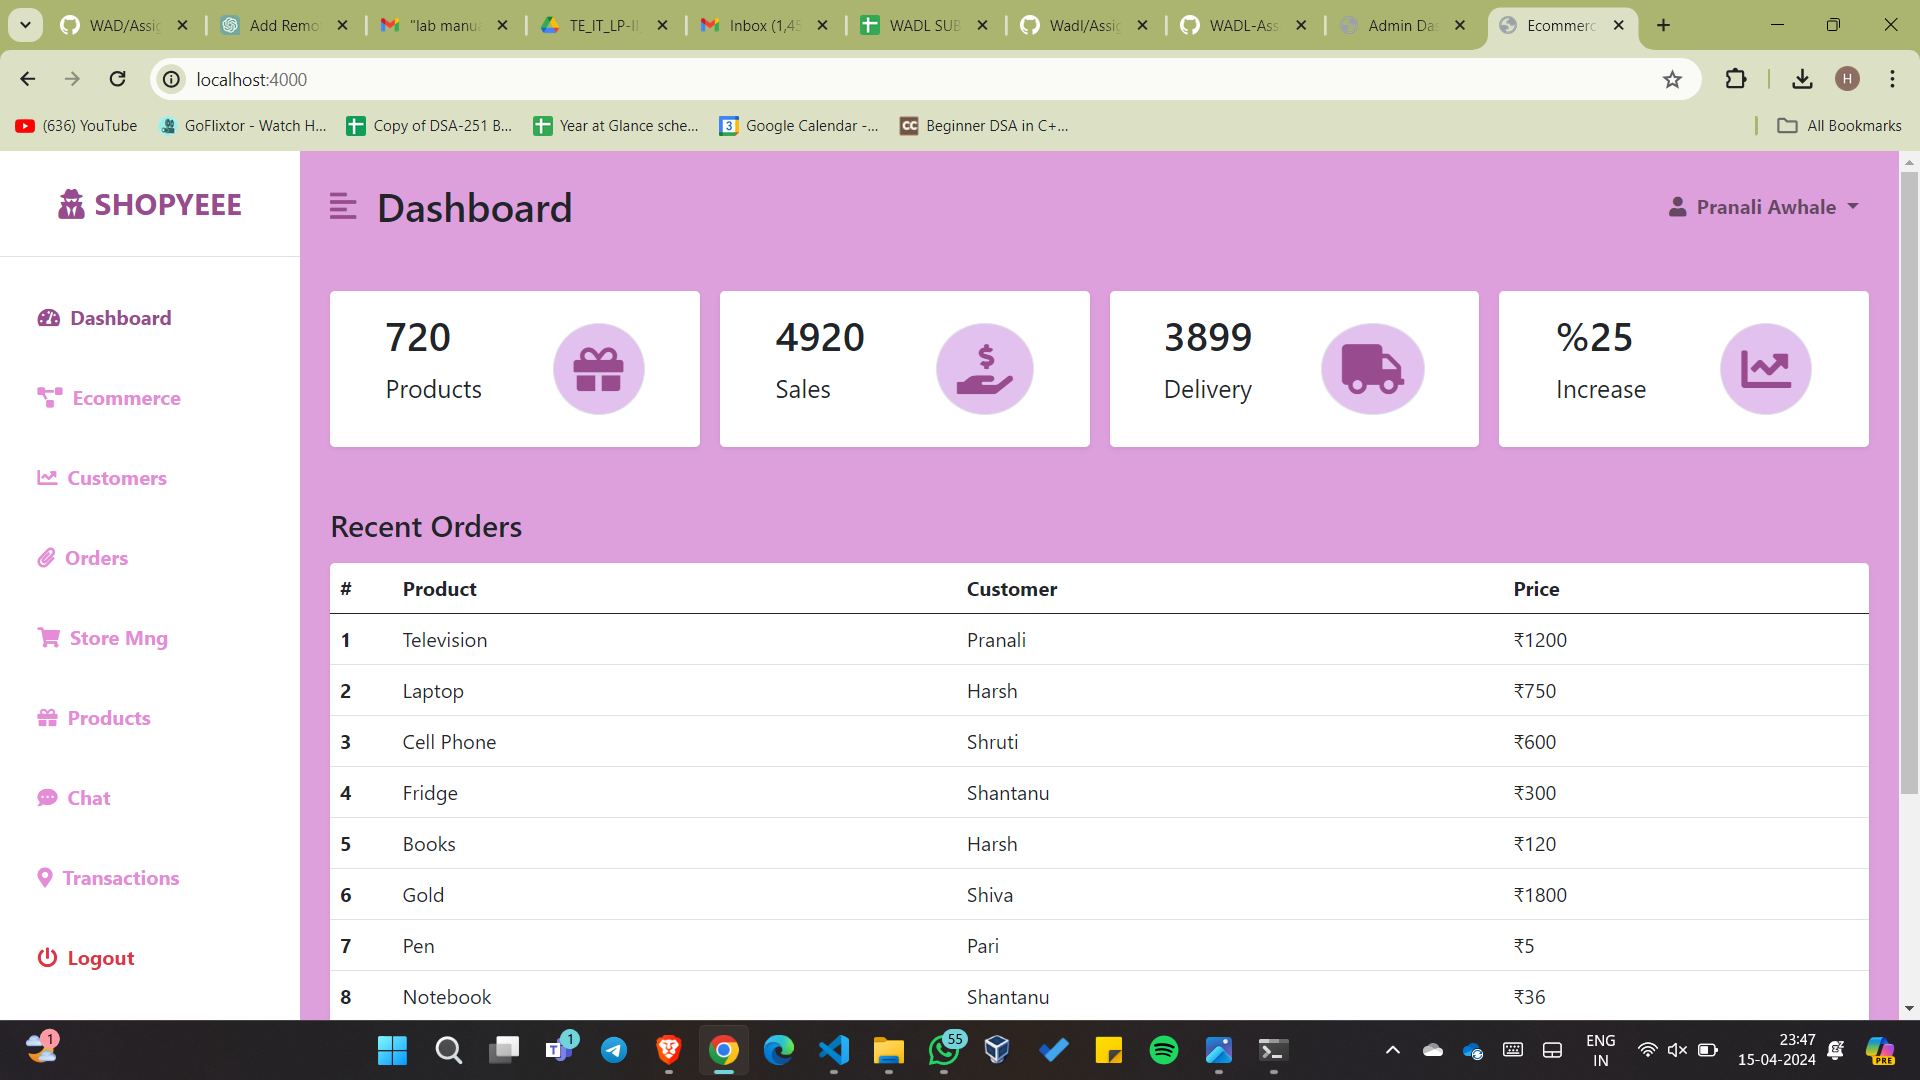 WAD/Assig
Add Remo
"lab manua
TE_IT_LP-II
Inbox (1,45
WADL SUB
Wadl/Assig
WADL-Ass
Admin Das
Ecommerc
localhost:4000
H
(636) YouTube
GoFlixtor - Watch H...
Copy of DSA-251 B...
Year at Glance sche...
3
Google Calendar -...
CC
Beginner DSA in C+...
All Bookmarks
SHOPYEEE
Dashboard
Pranali Awhale
Dashboard
Ecommerce
Customers
Orders
Store Mng
Products
Chat
Transactions
Logout
720
Products
4920
Sales
3899
Delivery
%25
Increase
Recent Orders
# Product Customer Price
1 Television Pranali ₹1200
2 Laptop Harsh ₹750
3 Cell Phone Shruti ₹600
4 Fridge Shantanu ₹300
5 Books Harsh ₹120
6 Gold Shiva ₹1800
7 Pen Pari ₹5
8 Notebook Shantanu ₹36
1
1
55
ENG
IN
23:47
15-04-2024
PRE